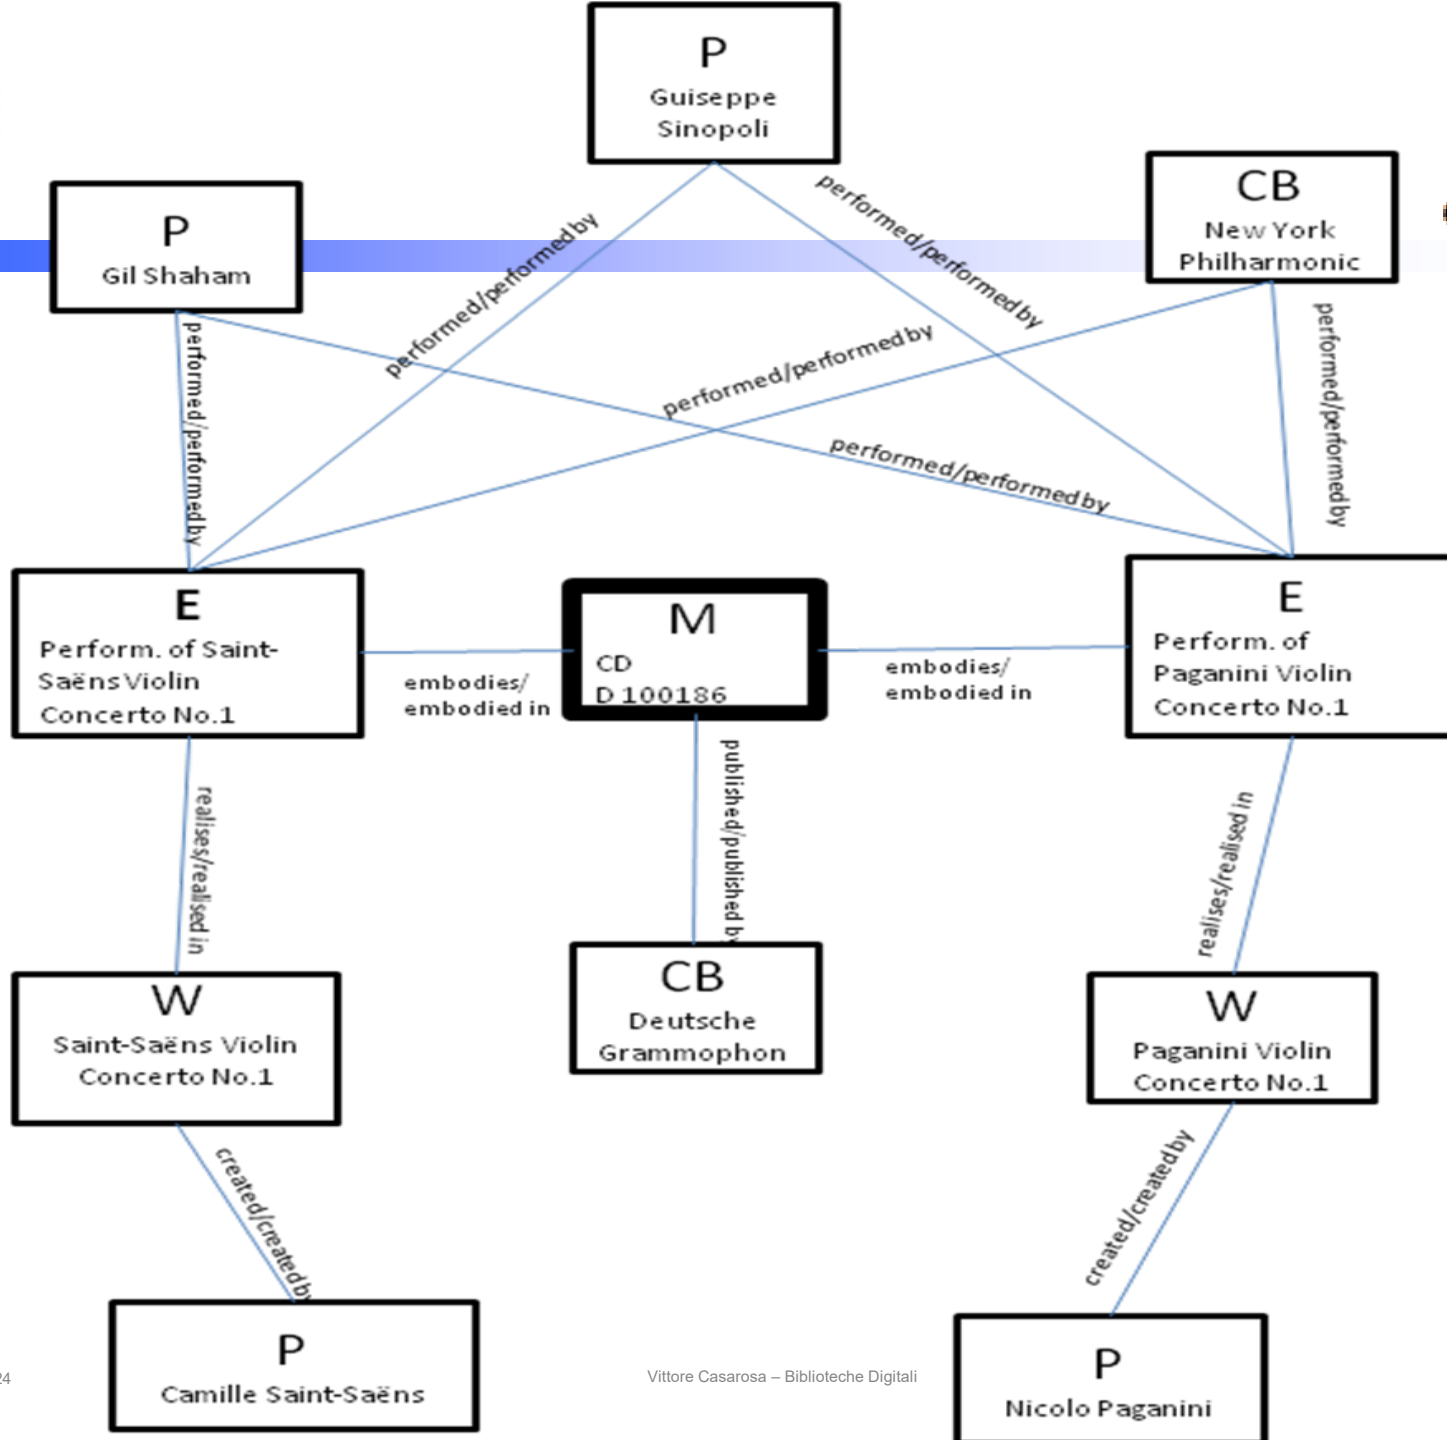 P
Guiseppe
Sinopoli
CB
New York
Philharmonic
P
Gil Shaham
performed/performed by
performed/performed by
performed/performed by
performed/performed by
performed/performed by
performed/performed by
E
Perform. of Saint-
Saëns Violin
Concerto No.1
embodies/
embodied in
M
CD
D 100186
embodies/
embodied in
E
Perform. of
Paganini Violin
Concerto No.1
realises/realised in
published/published by
realises/realised in
W
Saint-Saëns Violin
Concerto No.1
CB
Deutsche
Grammophon
W
Paganini Violin
Concerto No.1
created/created by
created/created by
P
Camille Saint-Saëns
P
Nicolo Paganini
24
Vittore Casarosa – Biblioteche Digitali